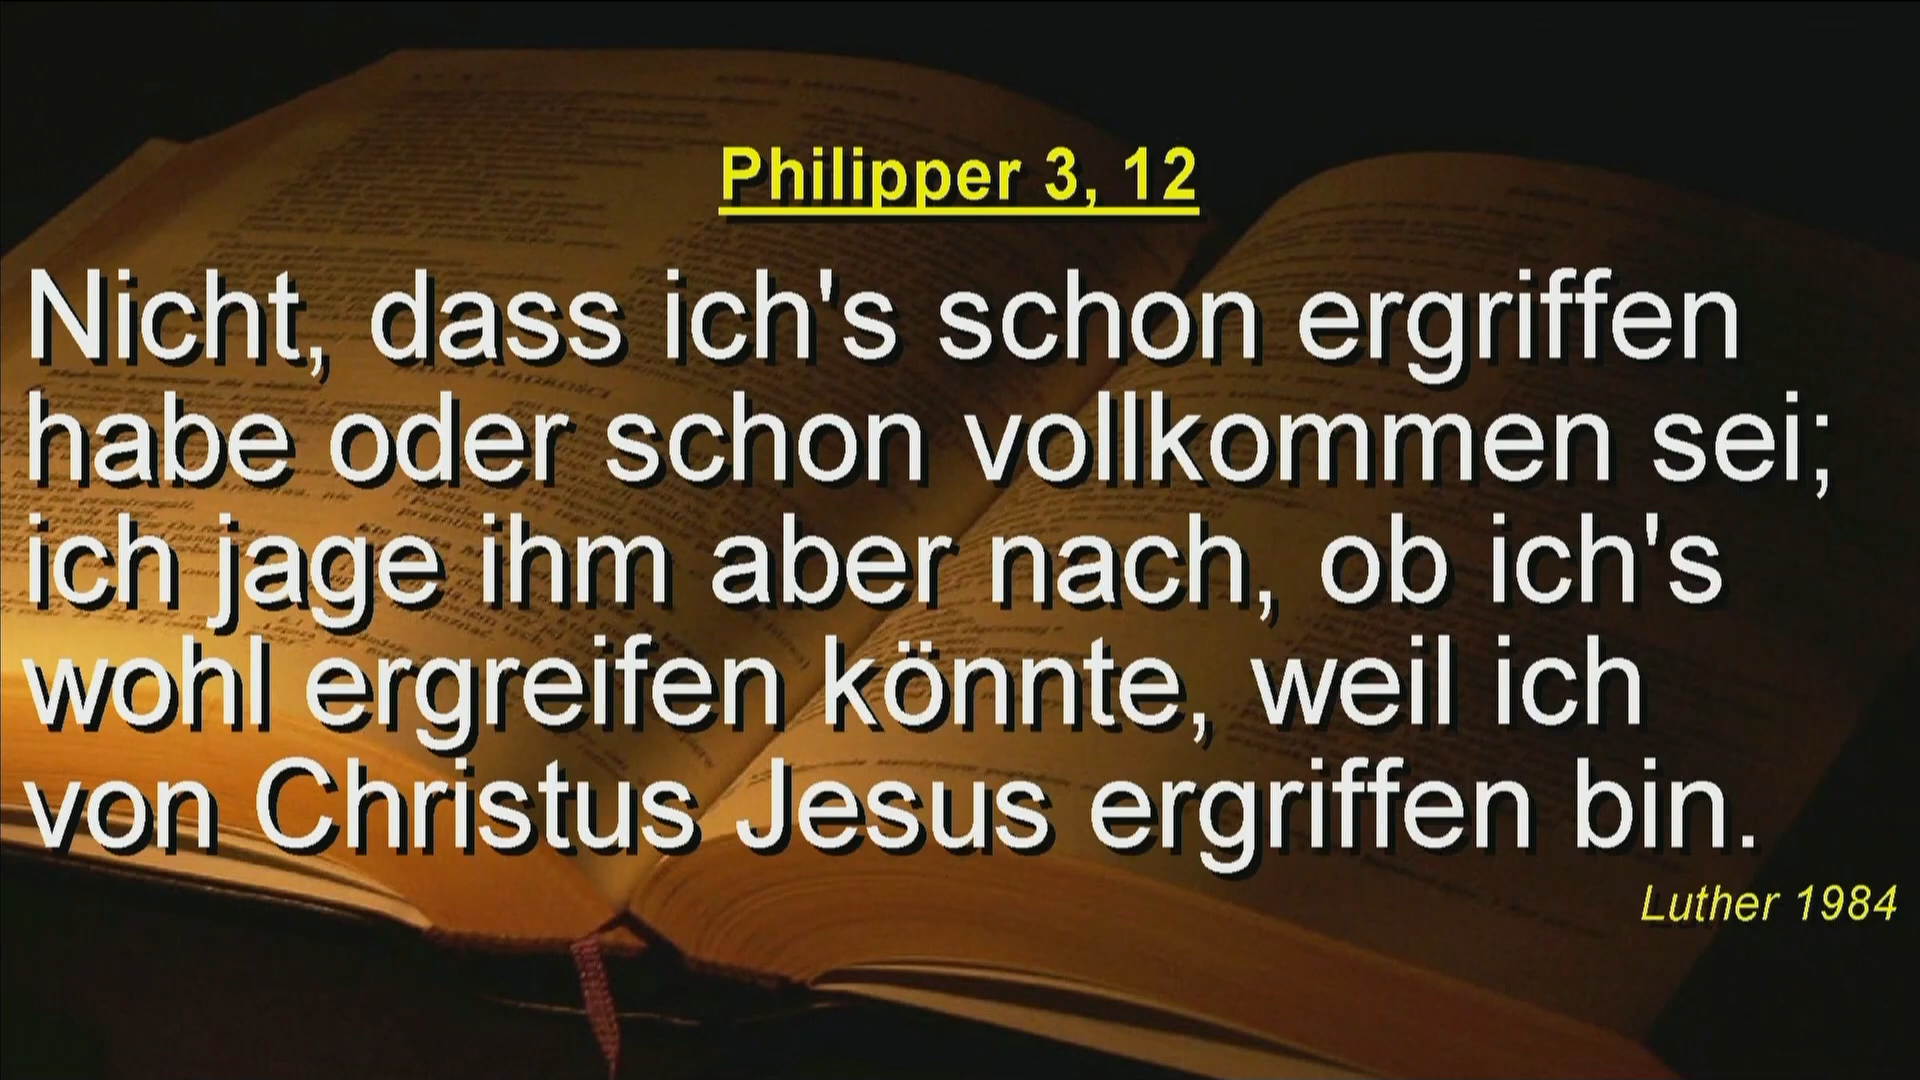 Philipper 3, 12
Nicht, dass ich's schon ergriffen
habe oder schon vollkommen sei;
ich jage ihm aber nach, ob ich's
wohl ergreifen könnte, weil ich
von Christus Jesus ergriffen bin.
Luther 1984